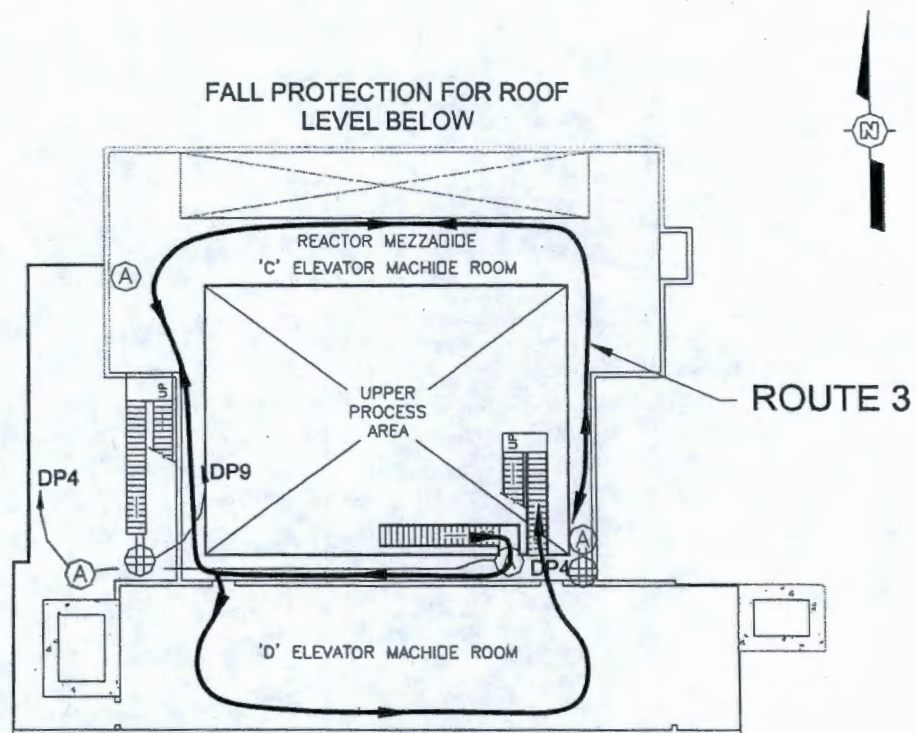 FALL PROTECTION FOR ROOF
LEVEL BELOW
N
REACTOR MEZZADIDE
'C' ELEVATOR MACHIDE ROOM
A
ROUTE 3
UP
UPPER
PROCESS
AREA
UP
DP4
DP9
A
A
DP4
'D' ELEVATOR MACHIDE ROOM